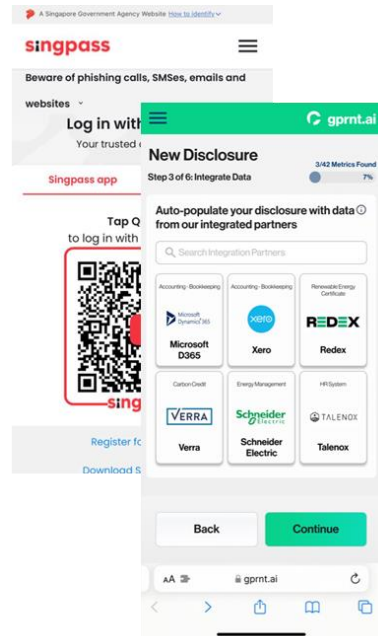 A Singapore Government Agency Website How to identify
singpass
Beware of phishing calls, SMSes, emails and
websites
Log in with
Your trusted
Singpass app
Tap Q
to log in with
sing
Register fo
Download S
gprnt.ai
New Disclosure
3/42 Metrics Found
Step 3 of 6: Integrate Data
7%
Auto-populate your disclosure with data
from our integrated partners
Search Integration Partners
Accounting - Bookkeeping
Microsoft
Dynamics 365
Microsoft
D365
Accounting - Bookkeeping
xero
Xero
Renewable Energy
Certificate
REDEX
Redex
Carbon Credit
VERRA
Verra
Energy Management
Schneider
Electric
Schneider
Electric
HR System
TALENOX
Talenox
Back
Continue
AA
gprnt.ai